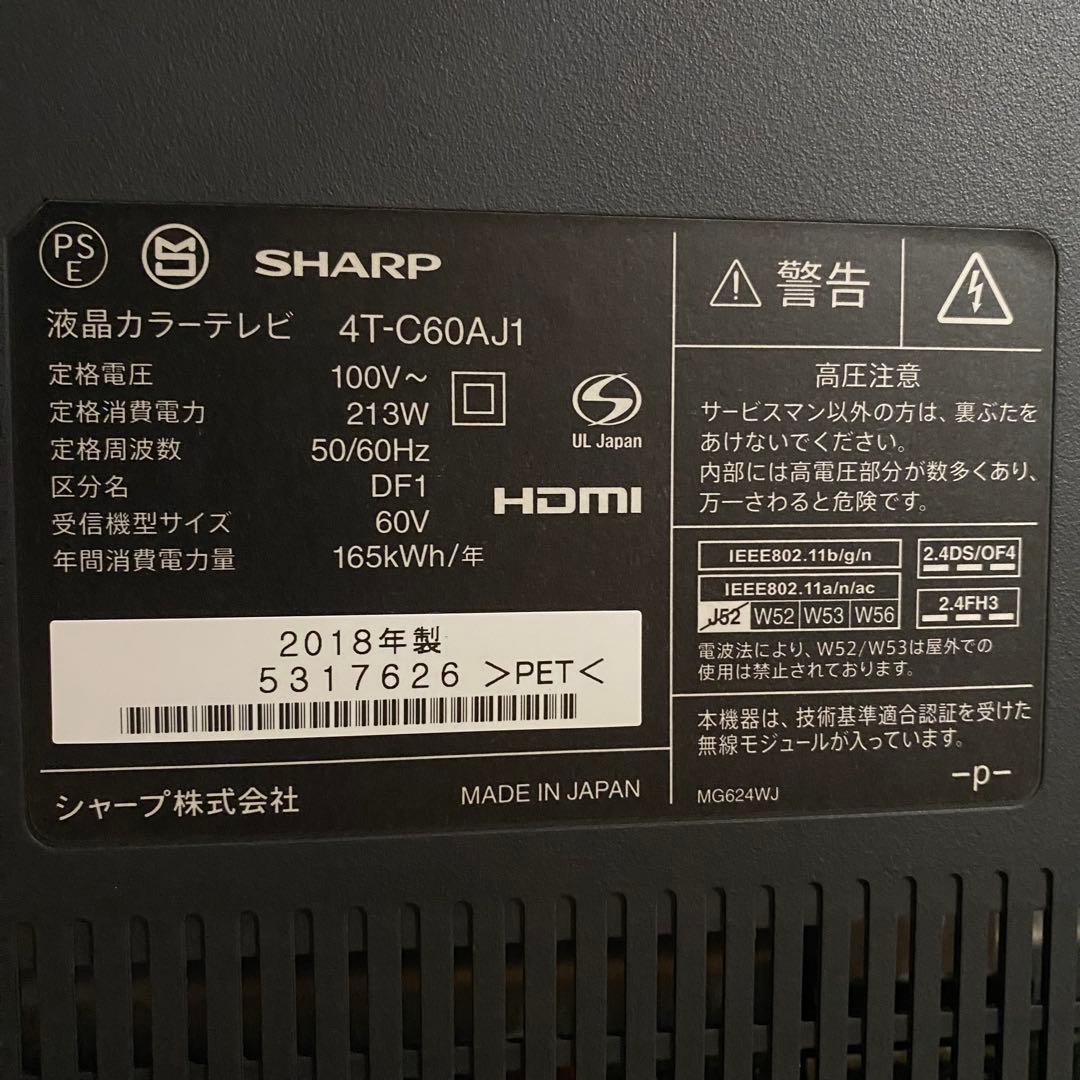 PS
E
SHARP
液晶カラーテレビ 4T-C60AJ1
定格電圧 100V～
定格消費電力 213W
定格周波数 50/60Hz
区分名 DF1
受信機型サイズ 60V
年間消費電力量 165kWh/年
S
UL Japan
HDMI
2018年製
5317626 >PET<
シャープ株式会社
MADE IN JAPAN
警告
高圧注意
サービスマン以外の方は、裏ぶたを
あけないでください。
内部には高電圧部分が数多くあり、
万一さわると危険です。
IEEE802.11b/g/n
IEEE802.11a/n/ac
J52 W52 W53 W56
2.4DS/OF4
2.4FH3
電波法により、W52/W53は屋外での
使用は禁止されております。
本機器は、技術基準適合認証を受けた
無線モジュールが入っています。
-p-
MG624WJ